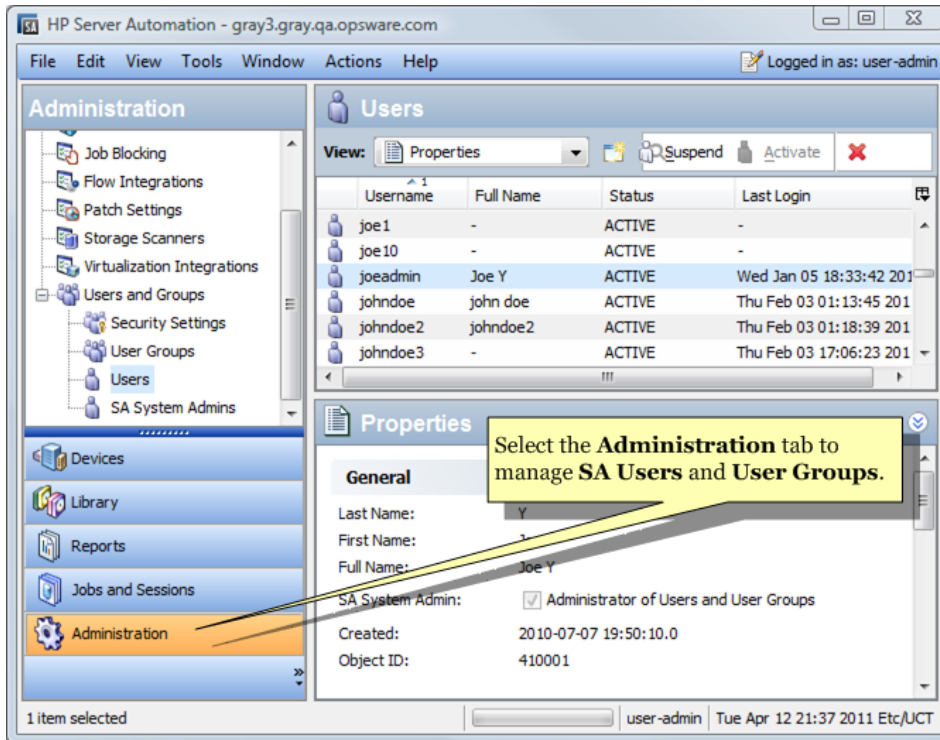 HP Server Automation - gray3.gray.qa.opsware.com
File Edit View Tools Window Actions Help Logged in as: user-admin
Administration
Job Blocking
Flow Integrations
Patch Settings
Storage Scanners
Virtualization Integrations
Users and Groups
Security Settings
User Groups
Users
SA System Admins
Devices
Library
Reports
Jobs and Sessions
Administration
Users
View: Properties Suspend Activate
Username 1 Full Name Status Last Login
joe1 - ACTIVE -
joe10 - ACTIVE -
joeadmin Joe Y ACTIVE Wed Jan 05 18:33:42 201
johndoe john doe ACTIVE Thu Feb 03 01:13:45 201
johndoe2 johndoe2 ACTIVE Thu Feb 03 01:18:39 201
johndoe3 - ACTIVE Thu Feb 03 17:06:23 201
Properties
Select the Administration tab to
manage SA Users and User Groups.
General
Last Name: Y
First Name:
Full Name: Joe Y
SA System Admin: Administrator of Users and User Groups
Created: 2010-07-07 19:50:10.0
Object ID: 410001
1 item selected user-admin Tue Apr 12 21:37 2011 Etc/UCT